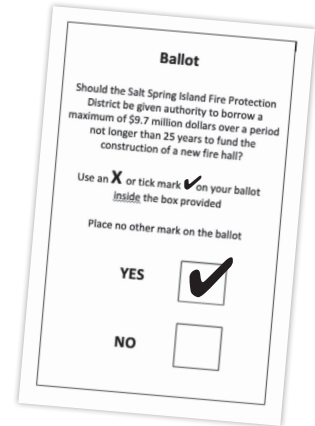 Ballot
Should the Salt Spring Island Fire Protection
District be given authority to borrow a
maximum of $9.7 million dollars over a period
not longer than 25 years to fund the
construction of a new fire hall?
Use an X or tick mark ✔ on your ballot
inside the box provided
Place no other mark on the ballot
YES ✔
NO